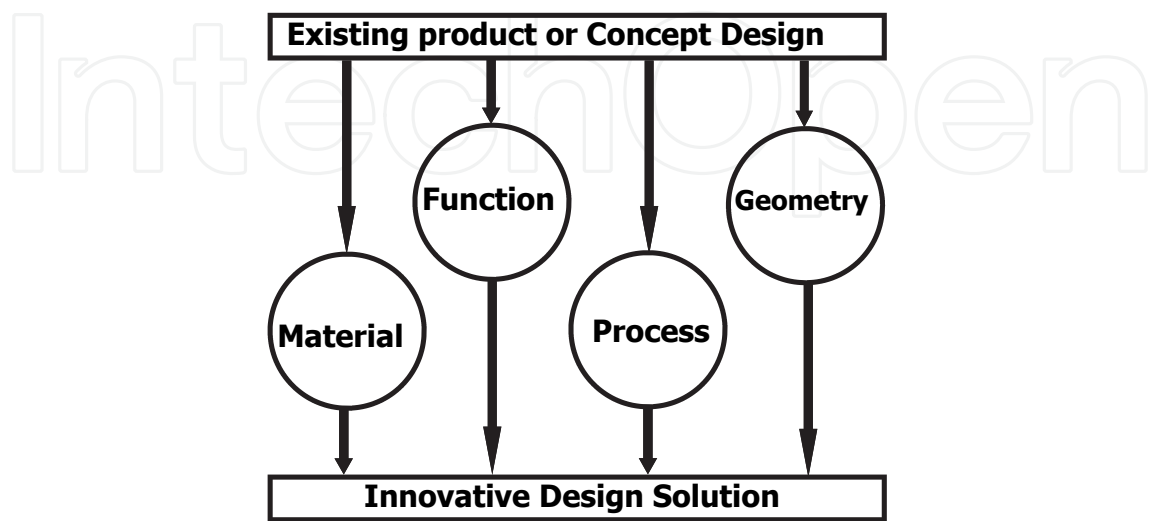 IntechOpen
Existing product or Concept Design
Function
Geometry
Material
Process
Innovative Design Solution